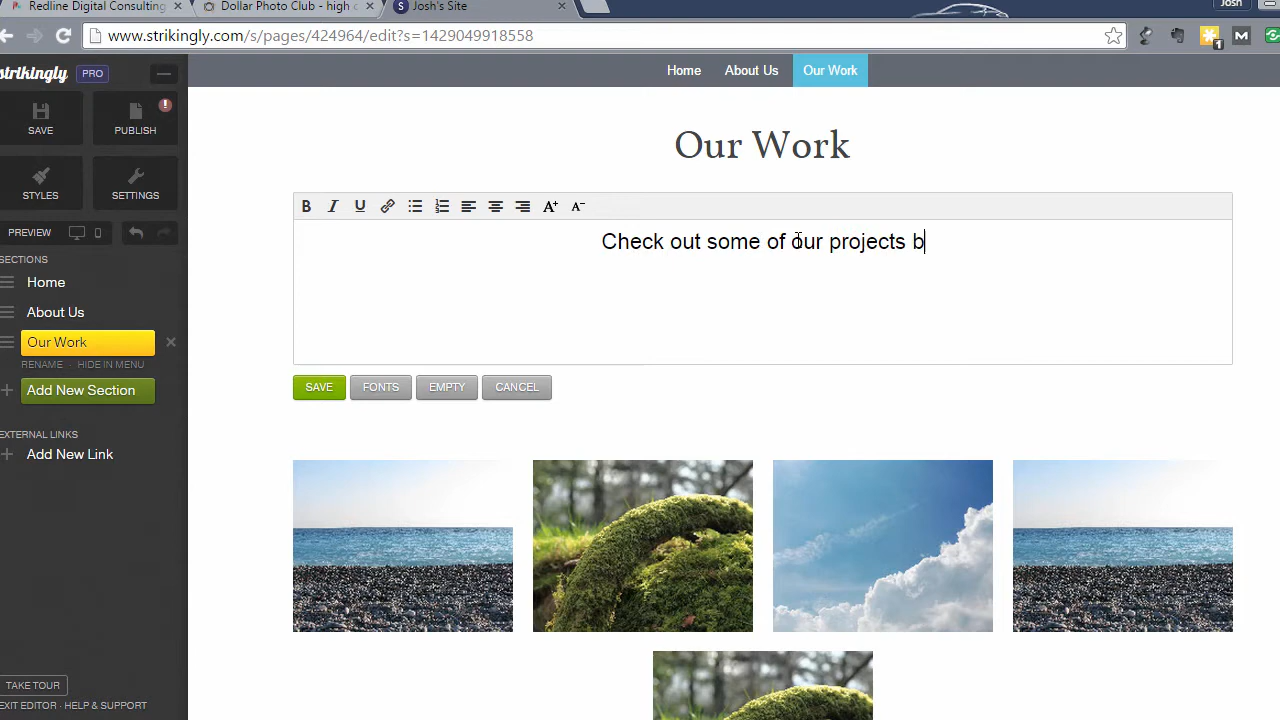 Redline Digital Consulting
Dollar Photo Club - high
Josh's Site
Josh
www.strikingly.com/s/pages/424964/edit?s=1429049918558
1
strikingly
PRO
SAVE
PUBLISH
STYLES
SETTINGS
PREVIEW
SECTIONS
Home
About Us
Our Work
RENAME · HIDE IN MENU
Add New Section
EXTERNAL LINKS
Add New Link
TAKE TOUR
EXIT EDITOR · HELP & SUPPORT
Home About Us Our Work
Our Work
B I U A+ A-
Check out some of our projects b
SAVE FONTS EMPTY CANCEL